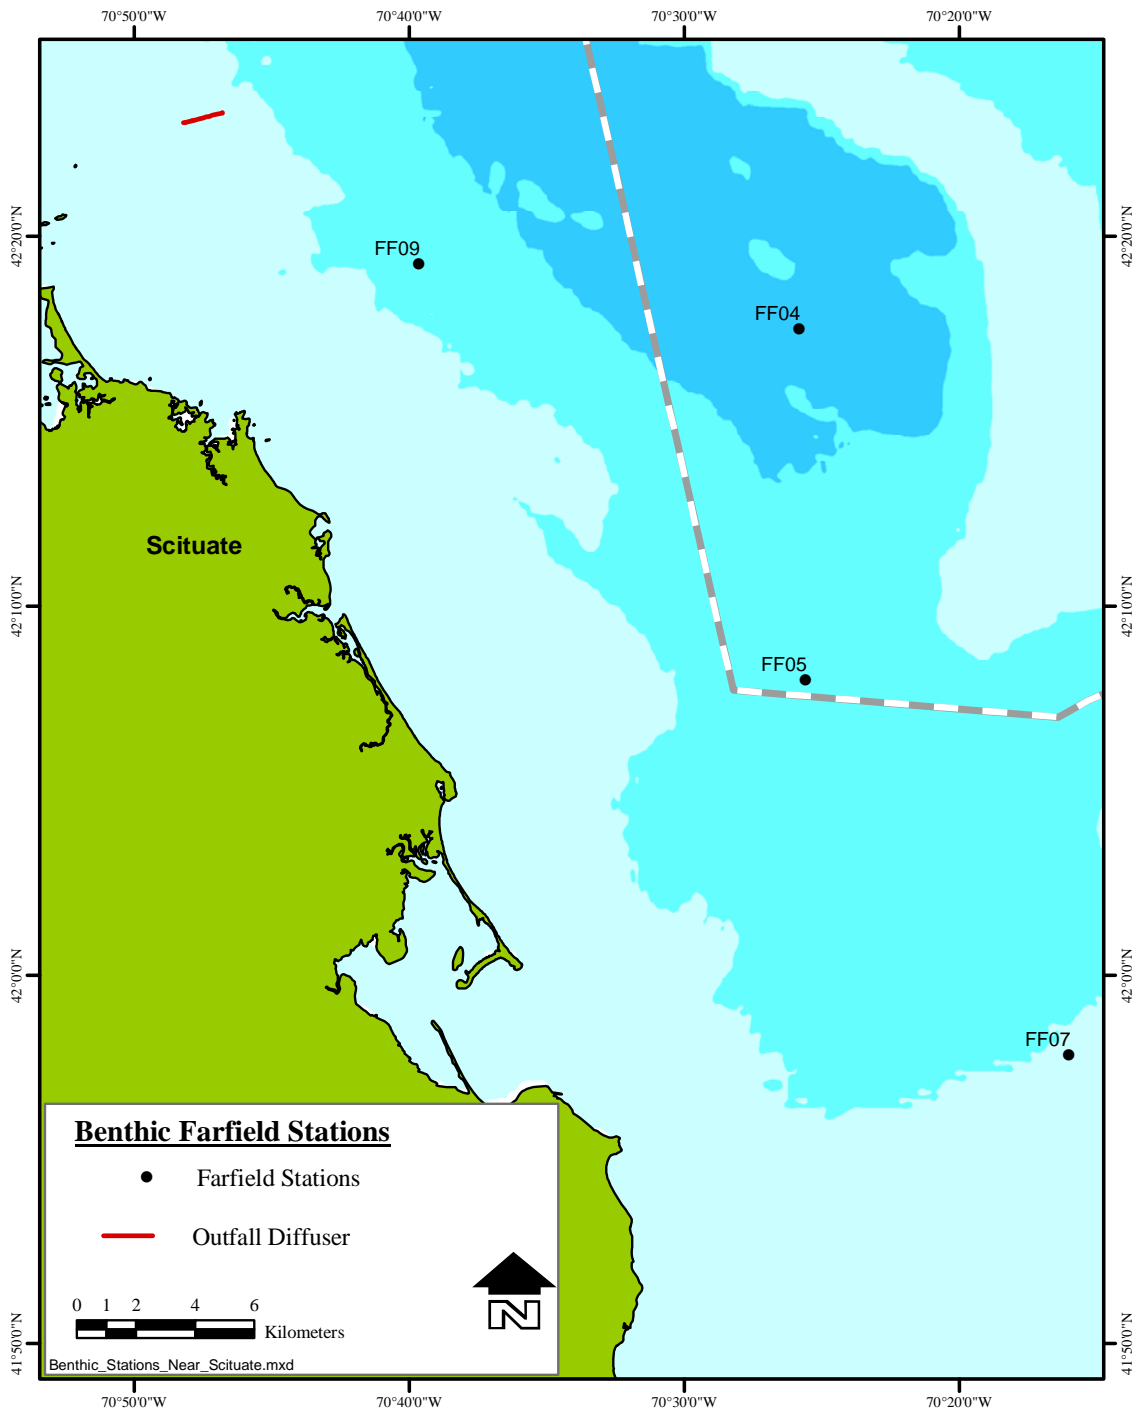 70°50'0"W 70°40'0"W 70°30'0"W 70°20'0"W
42°20'0"N 42°20'0"N
FF09
FF04
Scituate
42°10'0"N 42°10'0"N
FF05
42°0'0"N 42°0'0"N
FF07
Benthic Farfield Stations
Farfield Stations
Outfall Diffuser
N
0 1 2 4 6
Kilometers
41°50'0"N 41°50'0"N
Benthic_Stations_Near_Scituate.mxd
70°50'0"W 70°40'0"W 70°30'0"W 70°20'0"W